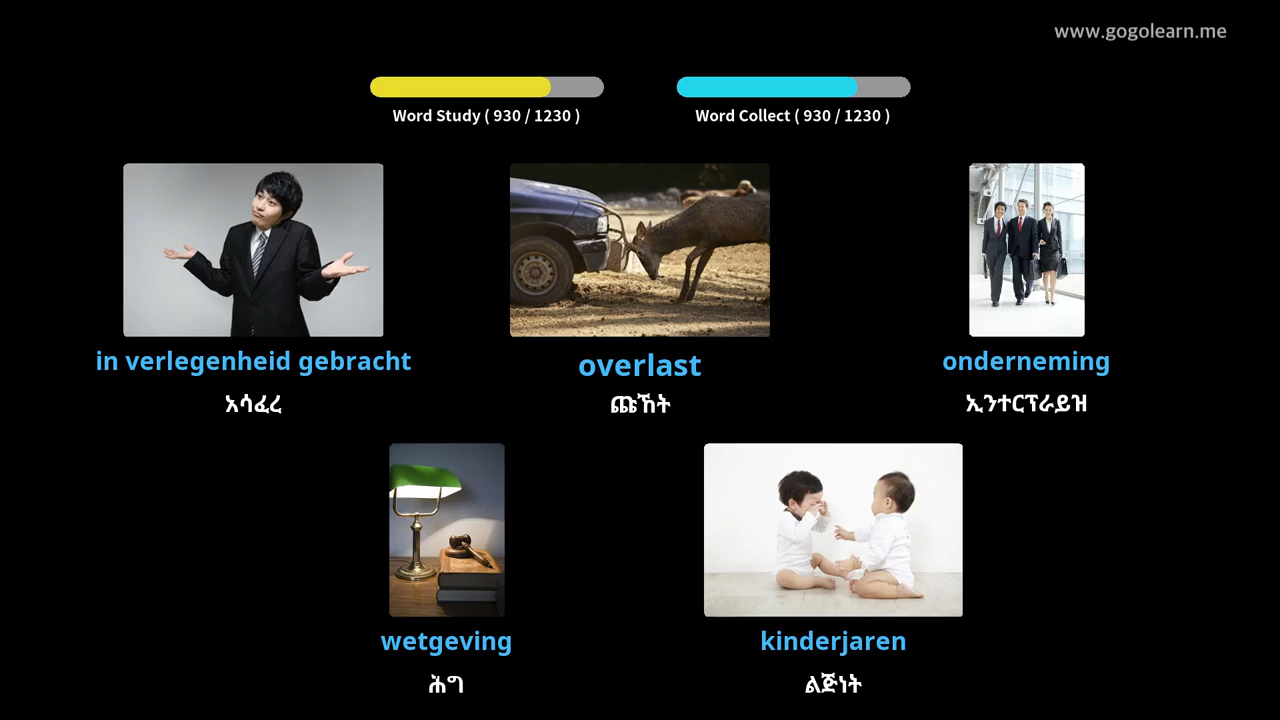 www.gogolearn.me
Word Study ( 930 / 1230 )
Word Collect ( 930 / 1230 )
in verlegenheid gebracht
አሳፈረ
overlast
ጩኸት
onderneming
ኢንተርፕራይዝ
wetgeving
ሕግ
kinderjaren
ልጅነት